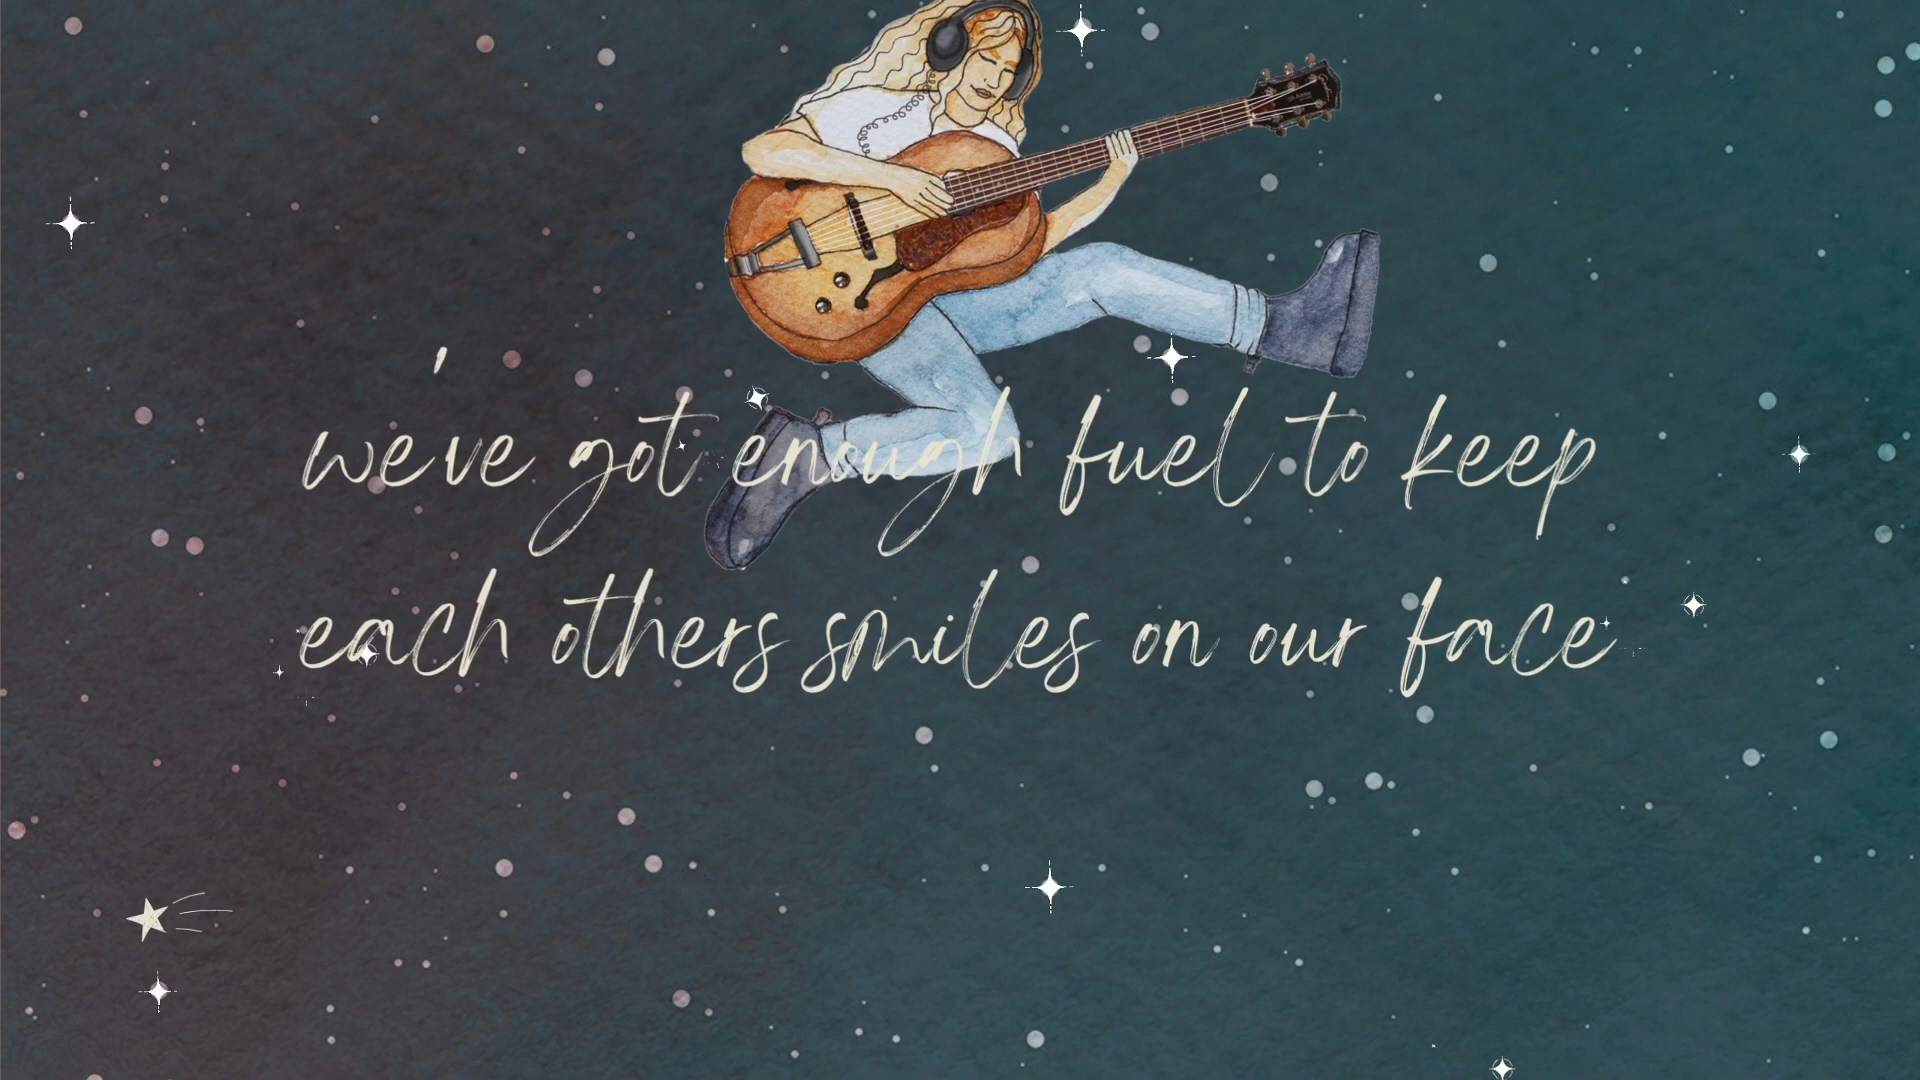 we've got enough fuel to keep
each others smiles on our face